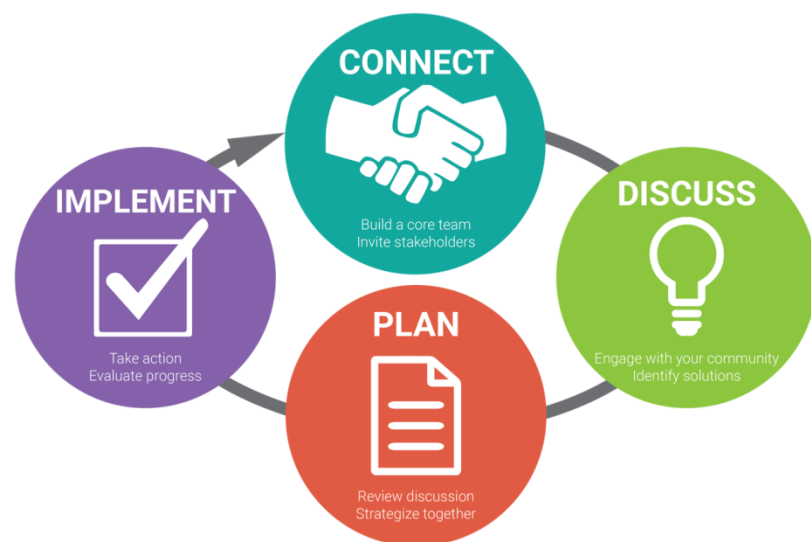 CONNECT
Build a core team
Invite stakeholders
DISCUSS
Engage with your community
Identify solutions
PLAN
Review discussion
Strategize together
IMPLEMENT
Take action
Evaluate progress